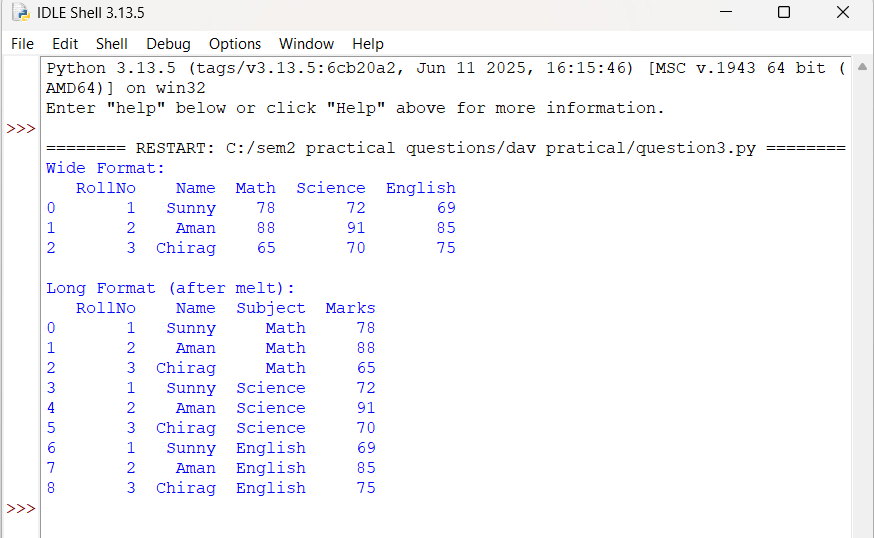 IDLE Shell 3.13.5
File Edit Shell Debug Options Window Help
Python 3.13.5 (tags/v3.13.5:6cb20a2, Jun 11 2025, 16:15:46) [MSC v.1943 64 bit (
AMD64)] on win32
Enter "help" below or click "Help" above for more information.
>>>
======== RESTART: C:/sem2 practical questions/dav pratical/question3.py ========
Wide Format:
   RollNo    Name  Math  Science  English
0       1   Sunny    78       72       69
1       2    Aman    88       91       85
2       3  Chirag    65       70       75
Long Format (after melt):
   RollNo    Name  Subject  Marks
0       1   Sunny     Math     78
1       2    Aman     Math     88
2       3  Chirag     Math     65
3       1   Sunny  Science     72
4       2    Aman  Science     91
5       3  Chirag  Science     70
6       1   Sunny  English     69
7       2    Aman  English     85
8       3  Chirag  English     75
>>>